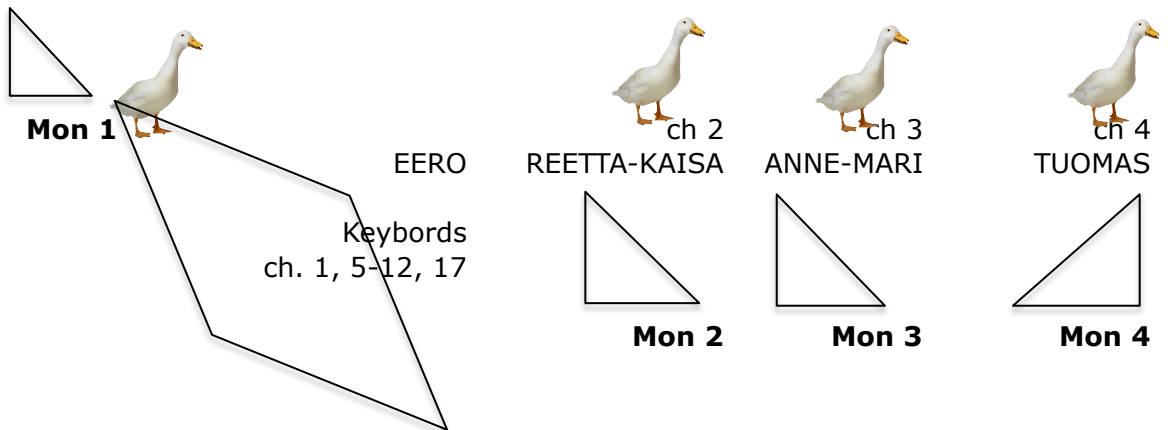 ch 2
ch 3
ch 4
Mon 1
EERO
REETTA-KAISA
ANNE-MARI
TUOMAS
Keybords
ch. 1, 5-12, 17
Mon 2
Mon 3
Mon 4